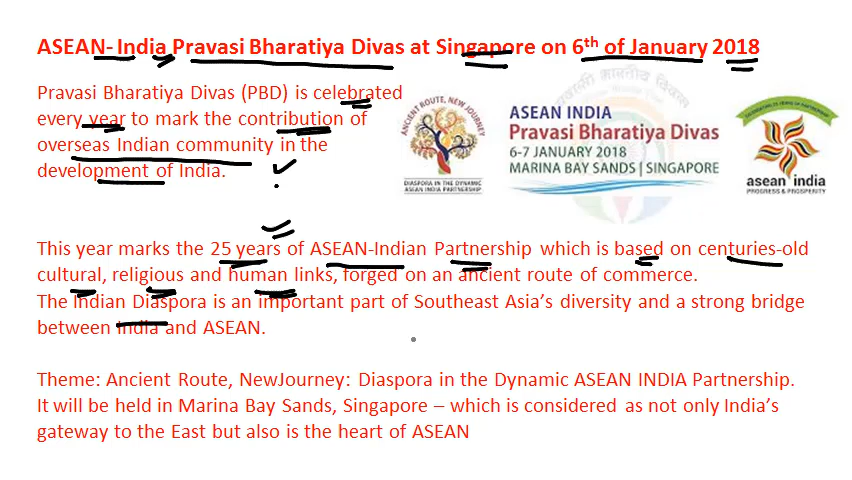 ASEAN- India Pravasi Bharatiya Divas at Singapore on 6th of January 2018
Pravasi Bharatiya Divas (PBD) is celebrated
every year to mark the contribution of
overseas Indian community in the
development of India.
ANCIENT ROUTE, NEW JOURNEY
DIASPORA IN THE DYNAMIC
ASEAN INDIA PARTNERSHIP
प्रवासी भारतीय दिवस
ASEAN INDIA
Pravasi Bharatiya Divas
6-7 JANUARY 2018
MARINA BAY SANDS | SINGAPORE
asean india
PROGRESS & PROSPERITY
This year marks the 25 years of ASEAN-Indian Partnership which is based on centuries-old
cultural, religious and human links, forged on an ancient route of commerce.
The Indian Diaspora is an important part of Southeast Asia's diversity and a strong bridge
between India and ASEAN.
Theme: Ancient Route, NewJourney: Diaspora in the Dynamic ASEAN INDIA Partnership.
It will be held in Marina Bay Sands, Singapore – which is considered as not only India's
gateway to the East but also is the heart of ASEAN